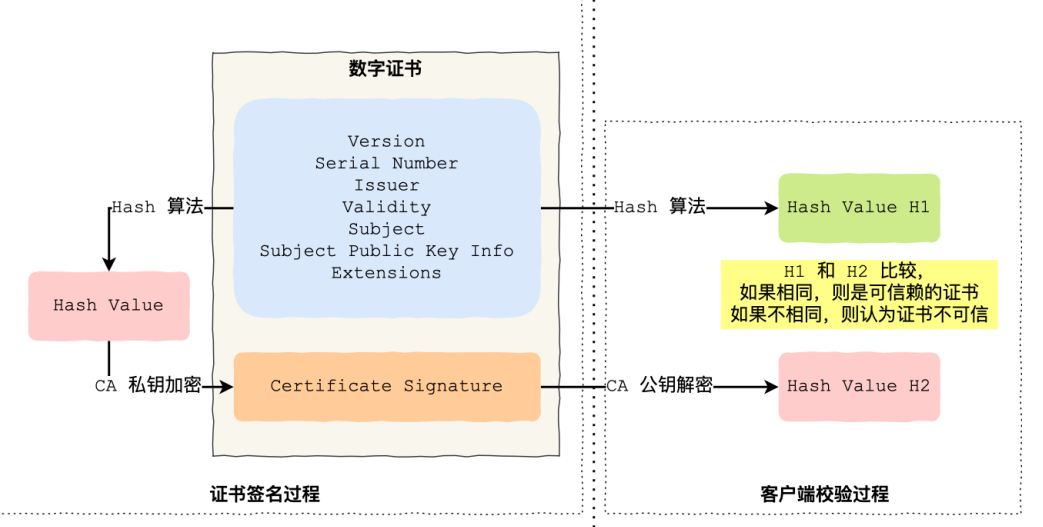 数字证书
Version
Serial Number
Issuer
Validity
Subject
Subject Public Key Info
Extensions
Hash 算法
Hash Value
CA 私钥加密
Certificate Signature
证书签名过程
Hash 算法
Hash Value H1
H1 和 H2 比较，
如果相同，则是可信赖的证书
如果不相同，则认为证书不可信
CA 公钥解密
Hash Value H2
客户端校验过程